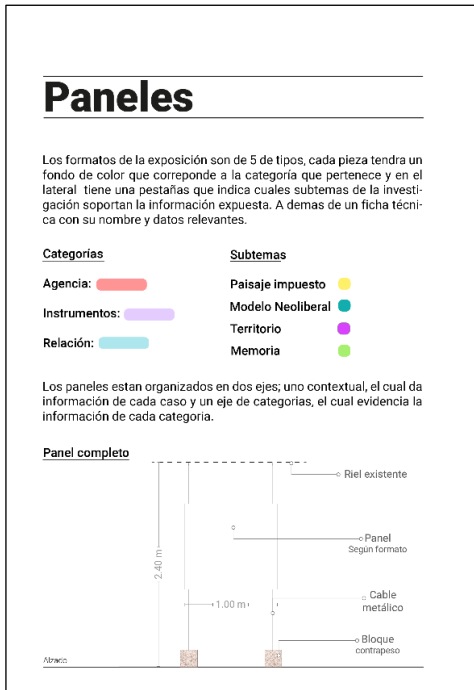 Paneles
Los formatos de la exposición son de 5 de tipos, cada pieza tendra un
fondo de color que correponde a la categoría que pertenece y en el
lateral tiene una pestañas que indica cuales subtemas de la investi-
gación soportan la información expuesta. A demas de un ficha técni-
ca con su nombre y datos relevantes.
Categorías
Agencia:
Instrumentos:
Relación:
Subtemas
Paisaje impuesto
Modelo Neoliberal
Territorio
Memoria
Los paneles estan organizados en dos ejes; uno contextual, el cual da
información de cada caso y un eje de categorias, el cual evidencia la
información de cada categoria.
Panel completo
Riel existente
Panel
Según formato
2.40 m
1.00 m
Cable
metálico
Bloque
contrapeso
Alzado